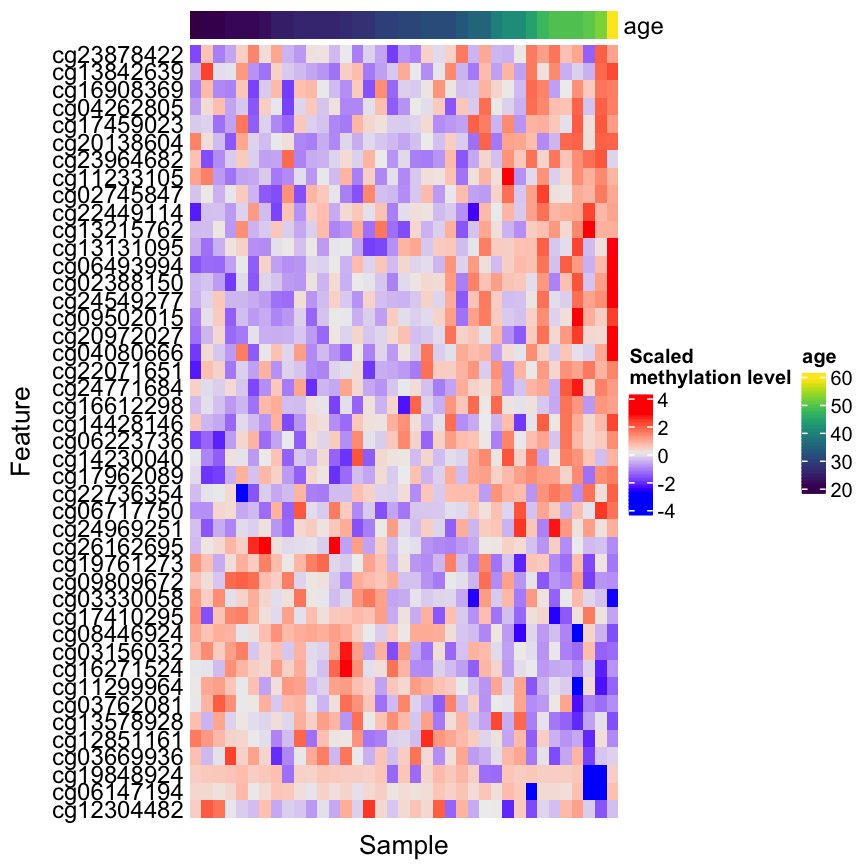 age
cg23878422
cg13842639
cg16908369
cg04262805
cg17459023
cg20138604
cg23964682
cg11233105
cg02745847
cg22449114
cg13215762
cg13131095
cg06493994
cg02388150
cg24549277
cg09502015
cg20972027
cg04080666
cg22071651
cg24771684
cg16612298
cg14428146
cg06223736
cg14230040
cg17962089
cg22736354
cg06717750
cg24969251
cg26162695
cg19761273
cg09809672
cg03330058
cg17410295
cg08446924
cg03156032
cg16271524
cg11299964
cg03762081
cg13578928
cg12851161
cg03669936
cg19848924
cg06147194
cg12304482
Feature
Sample
Scaled
methylation level
4
2
0
-2
-4
age
60
50
40
30
20